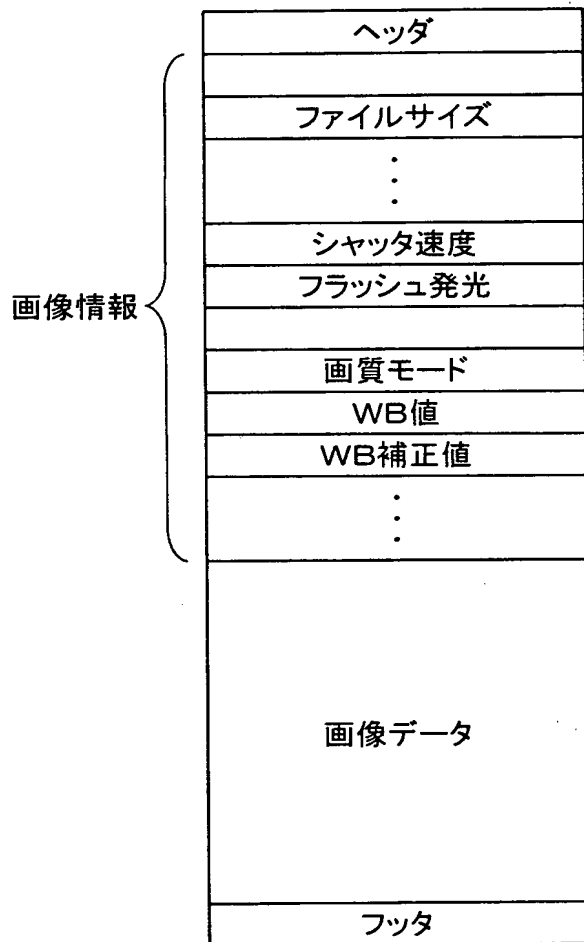 ヘッダ
ファイルサイズ
・
・
・
シャッタ速度
フラッシュ発光
画像情報
画質モード
WB値
WB補正値
・
・
・
画像データ
フッタ